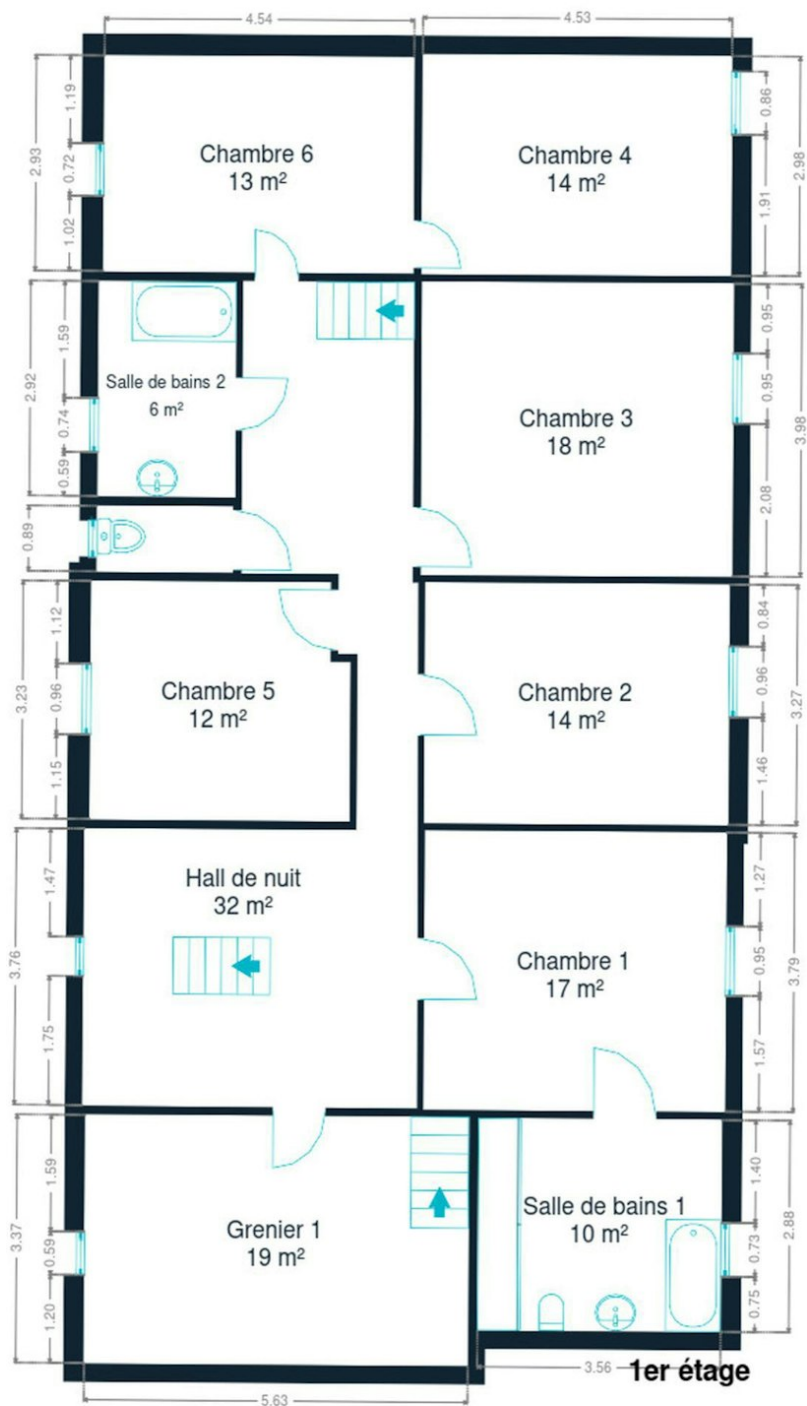 4.54
4.53
1.19
0.72
1.02
2.93
Chambre 6
13 m²
Chambre 4
14 m²
0.86
1.91
2.98
1.59
0.74
0.59
2.92
Salle de bains 2
6 m²
Chambre 3
18 m²
0.95
0.95
2.08
3.98
0.89
1.12
0.96
1.15
3.23
Chambre 5
12 m²
Chambre 2
14 m²
0.84
0.96
1.46
3.27
1.47
1.75
3.76
Hall de nuit
32 m²
Chambre 1
17 m²
1.27
0.95
1.57
3.79
1.59
0.59
1.20
3.37
Grenier 1
19 m²
Salle de bains 1
10 m²
1.40
0.73
0.75
2.88
3.56
1er étage
5.63